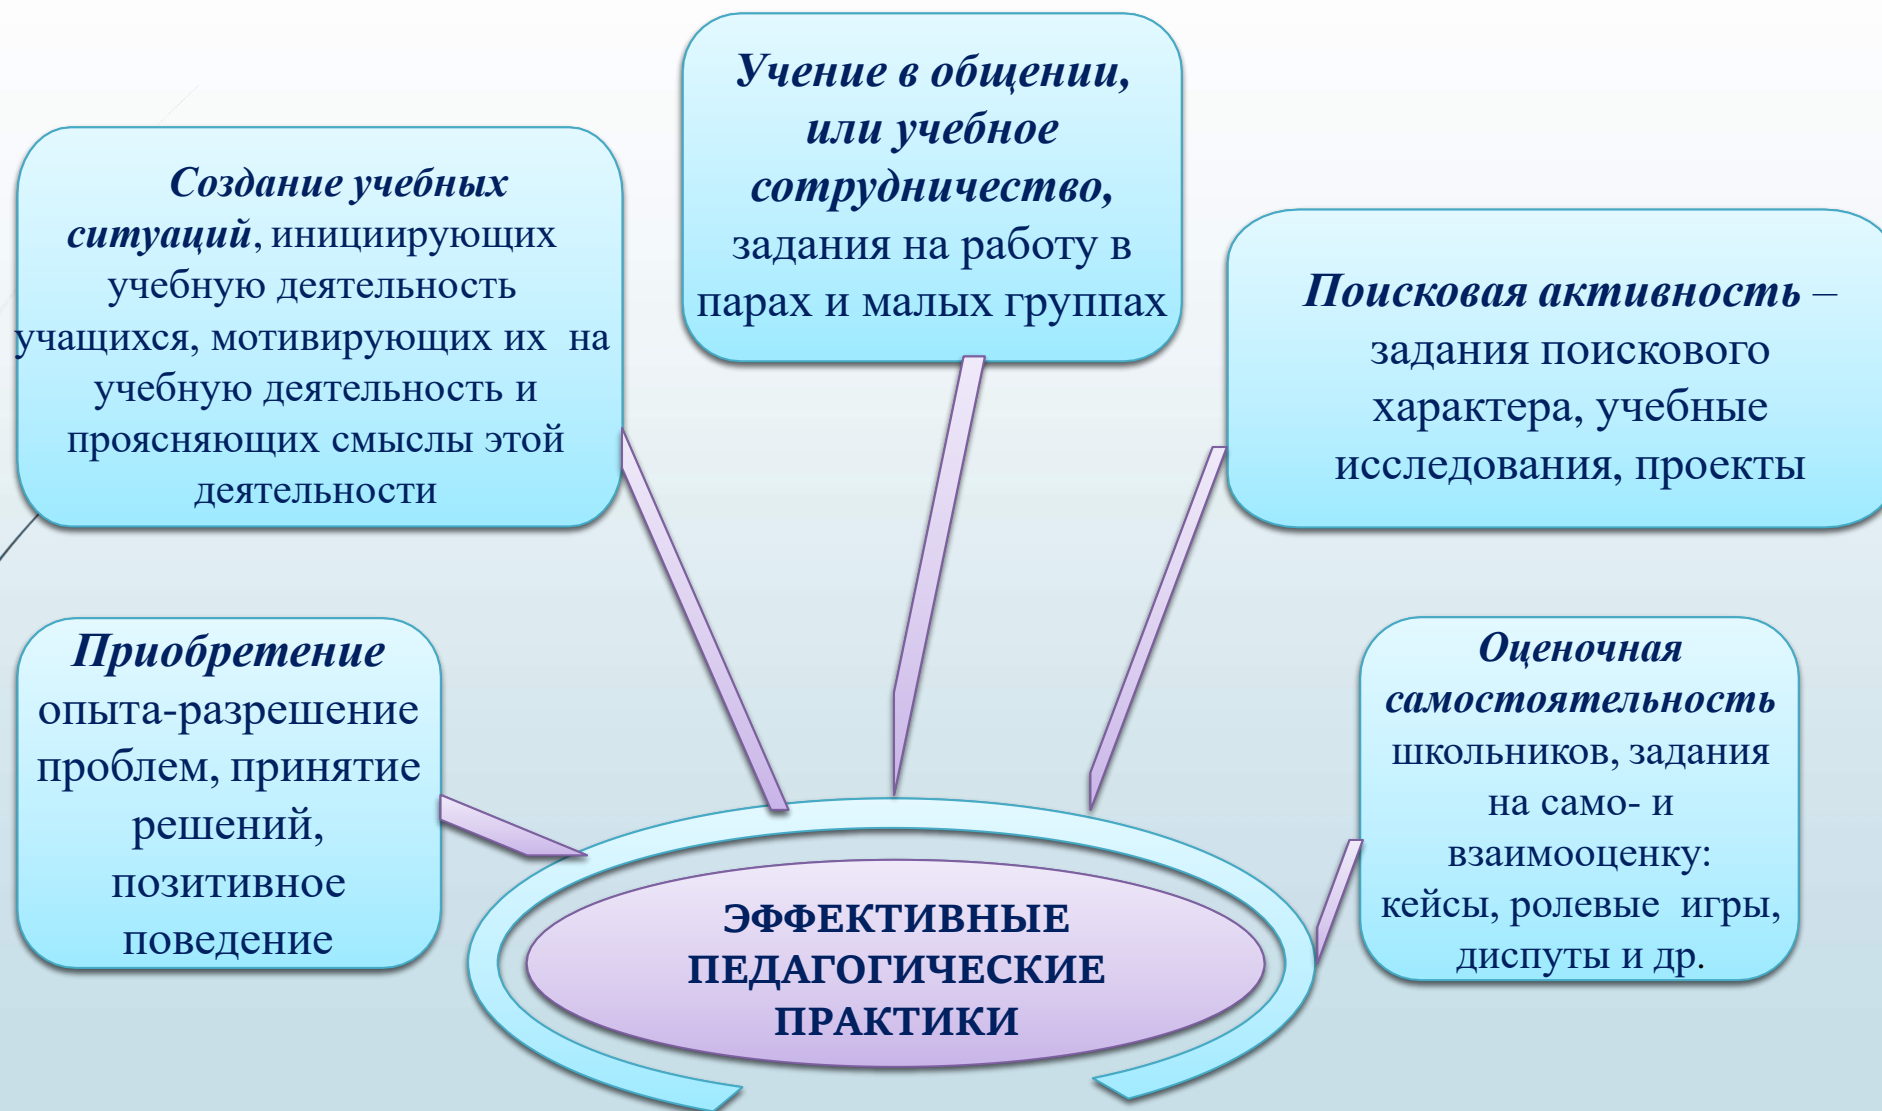 Учение в общении,
или учебное
сотрудничество,
задания на работу в
парах и малых группах
Создание учебных
ситуаций, инициирующих
учебную деятельность
учащихся, мотивирующих их на
учебную деятельность и
проясняющих смыслы этой
деятельности
Поисковая активность –
задания поискового
характера, учебные
исследования, проекты
Приобретение
опыта-разрешение
проблем, принятие
решений,
позитивное
поведение
Оценочная
самостоятельность
школьников, задания
на само- и
взаимооценку:
кейсы, ролевые игры,
диспуты и др.
ЭФФЕКТИВНЫЕ
ПЕДАГОГИЧЕСКИЕ
ПРАКТИКИ